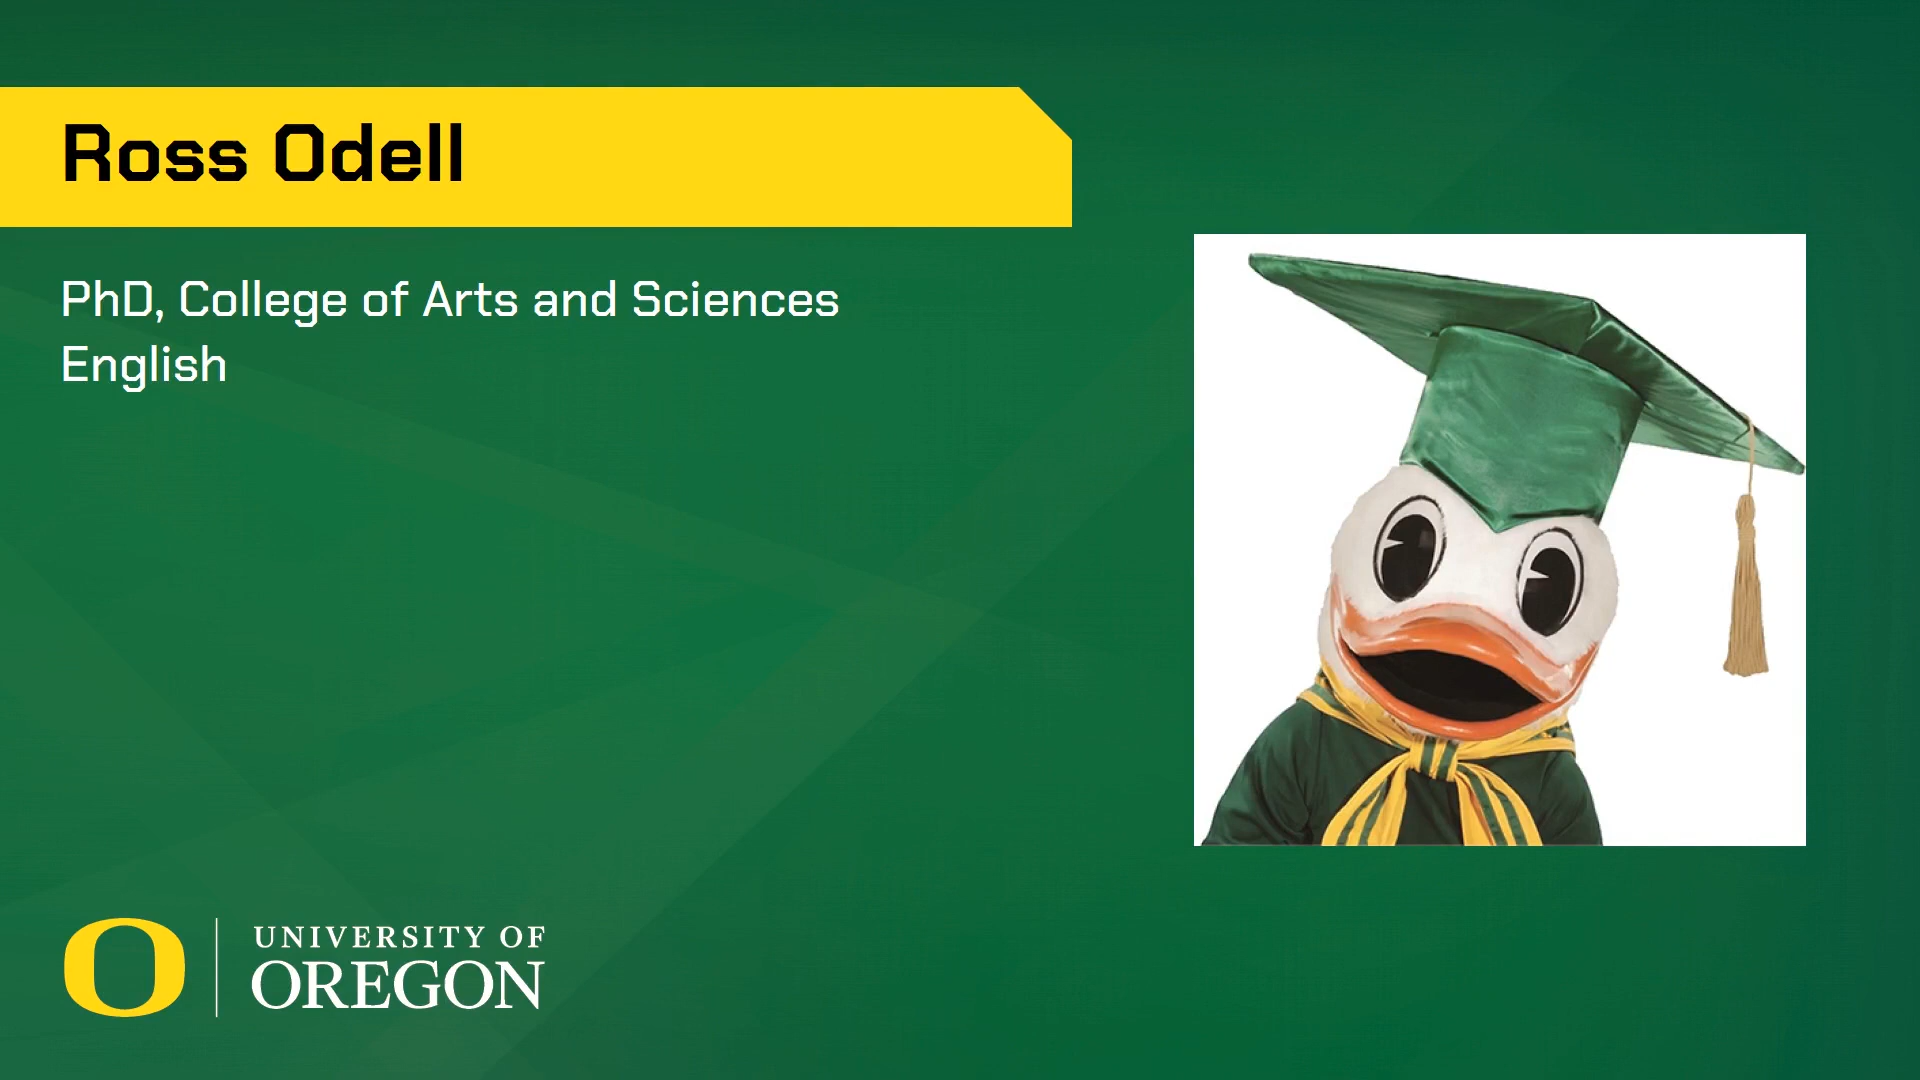 Ross Odell
PhD, College of Arts and Sciences
English
UNIVERSITY OF
OREGON